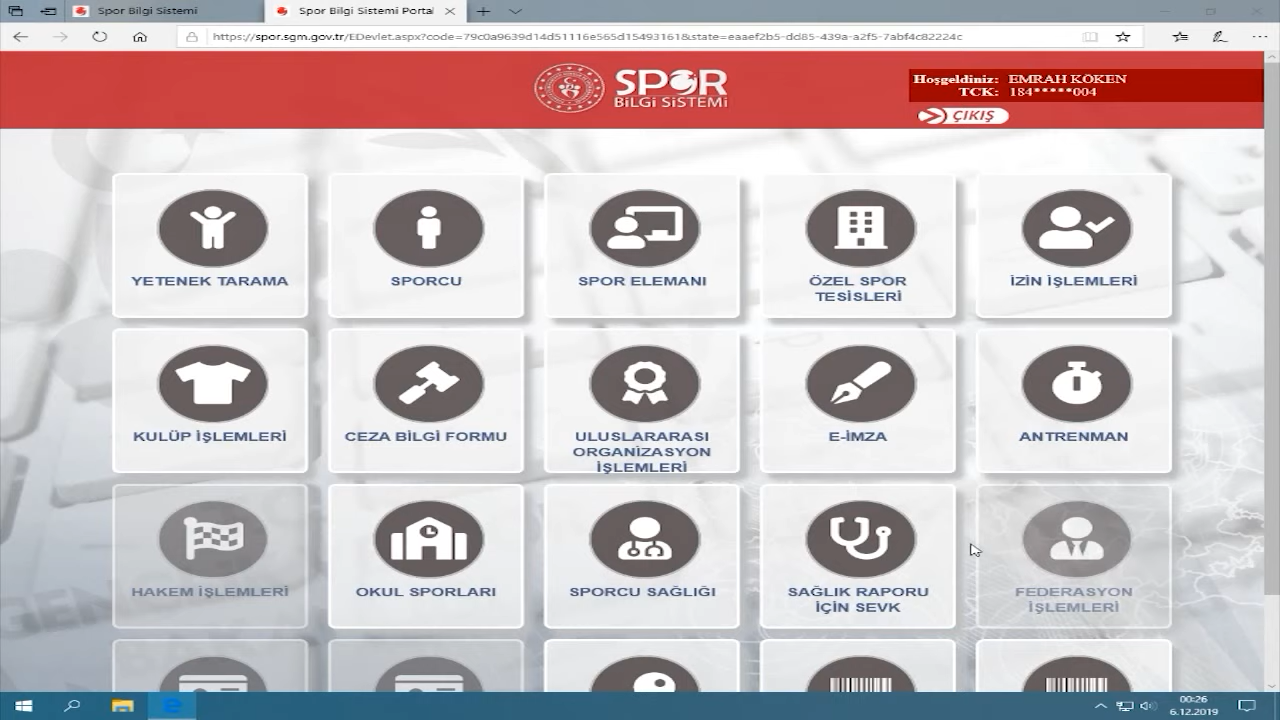 Spor Bilgi Sistemi
Spor Bilgi Sistemi Portal
https://spor.sgm.gov.tr/EDevlet.aspx?code=79c0a9639d14d51116e565d15493161&state=eaaef2b5-dd85-439a-a2f5-7abf4c82224c
SPOR
BİLGİ SİSTEMİ
Hoşgeldiniz: EMRAH KÖKEN
TCK: 184*****004
ÇIKIŞ
YETENEK TARAMA
SPORCU
SPOR ELEMANI
ÖZEL SPOR
TESİSLERİ
İZİN İŞLEMLERİ
KULÜP İŞLEMLERİ
CEZA BİLGİ FORMU
ULUSLARARASI
ORGANİZASYON
İŞLEMLERİ
E-İMZA
ANTRENMAN
HAKEM İŞLEMLERİ
OKUL SPORLARI
SPORCU SAĞLIĞI
SAĞLIK RAPORU
İÇİN SEVK
FEDERASYON
İŞLEMLERİ
00:26
6.12.2019